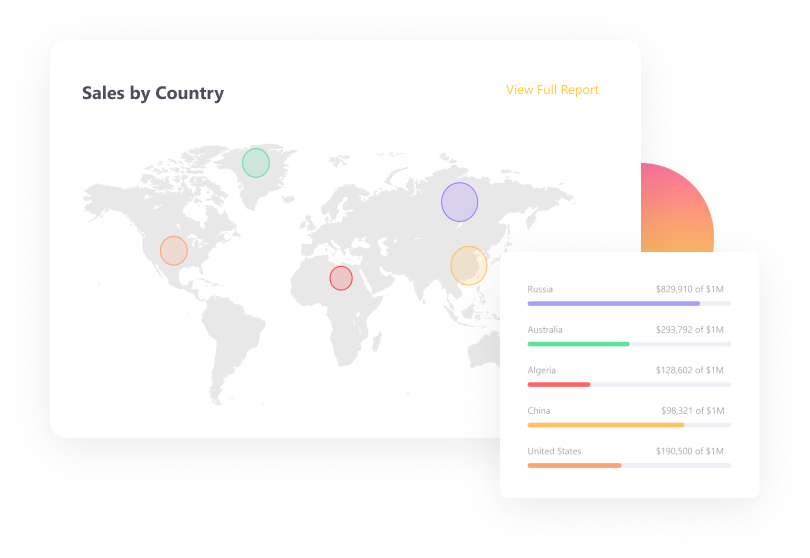 Sales by Country
View Full Report
Russia $829,910 of $1M
Australia $293,792 of $1M
Algeria $128,602 of $1M
China $98,321 of $1M
United States $190,500 of $1M